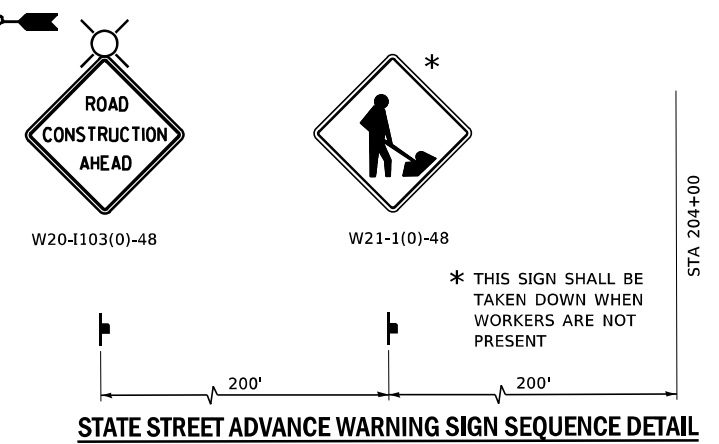 ROAD
CONSTRUCTION
AHEAD
W20-I103(0)-48
*
W21-1(0)-48
* THIS SIGN SHALL BE
TAKEN DOWN WHEN
WORKERS ARE NOT
PRESENT
STA 204+00
200'
200'
STATE STREET ADVANCE WARNING SIGN SEQUENCE DETAIL